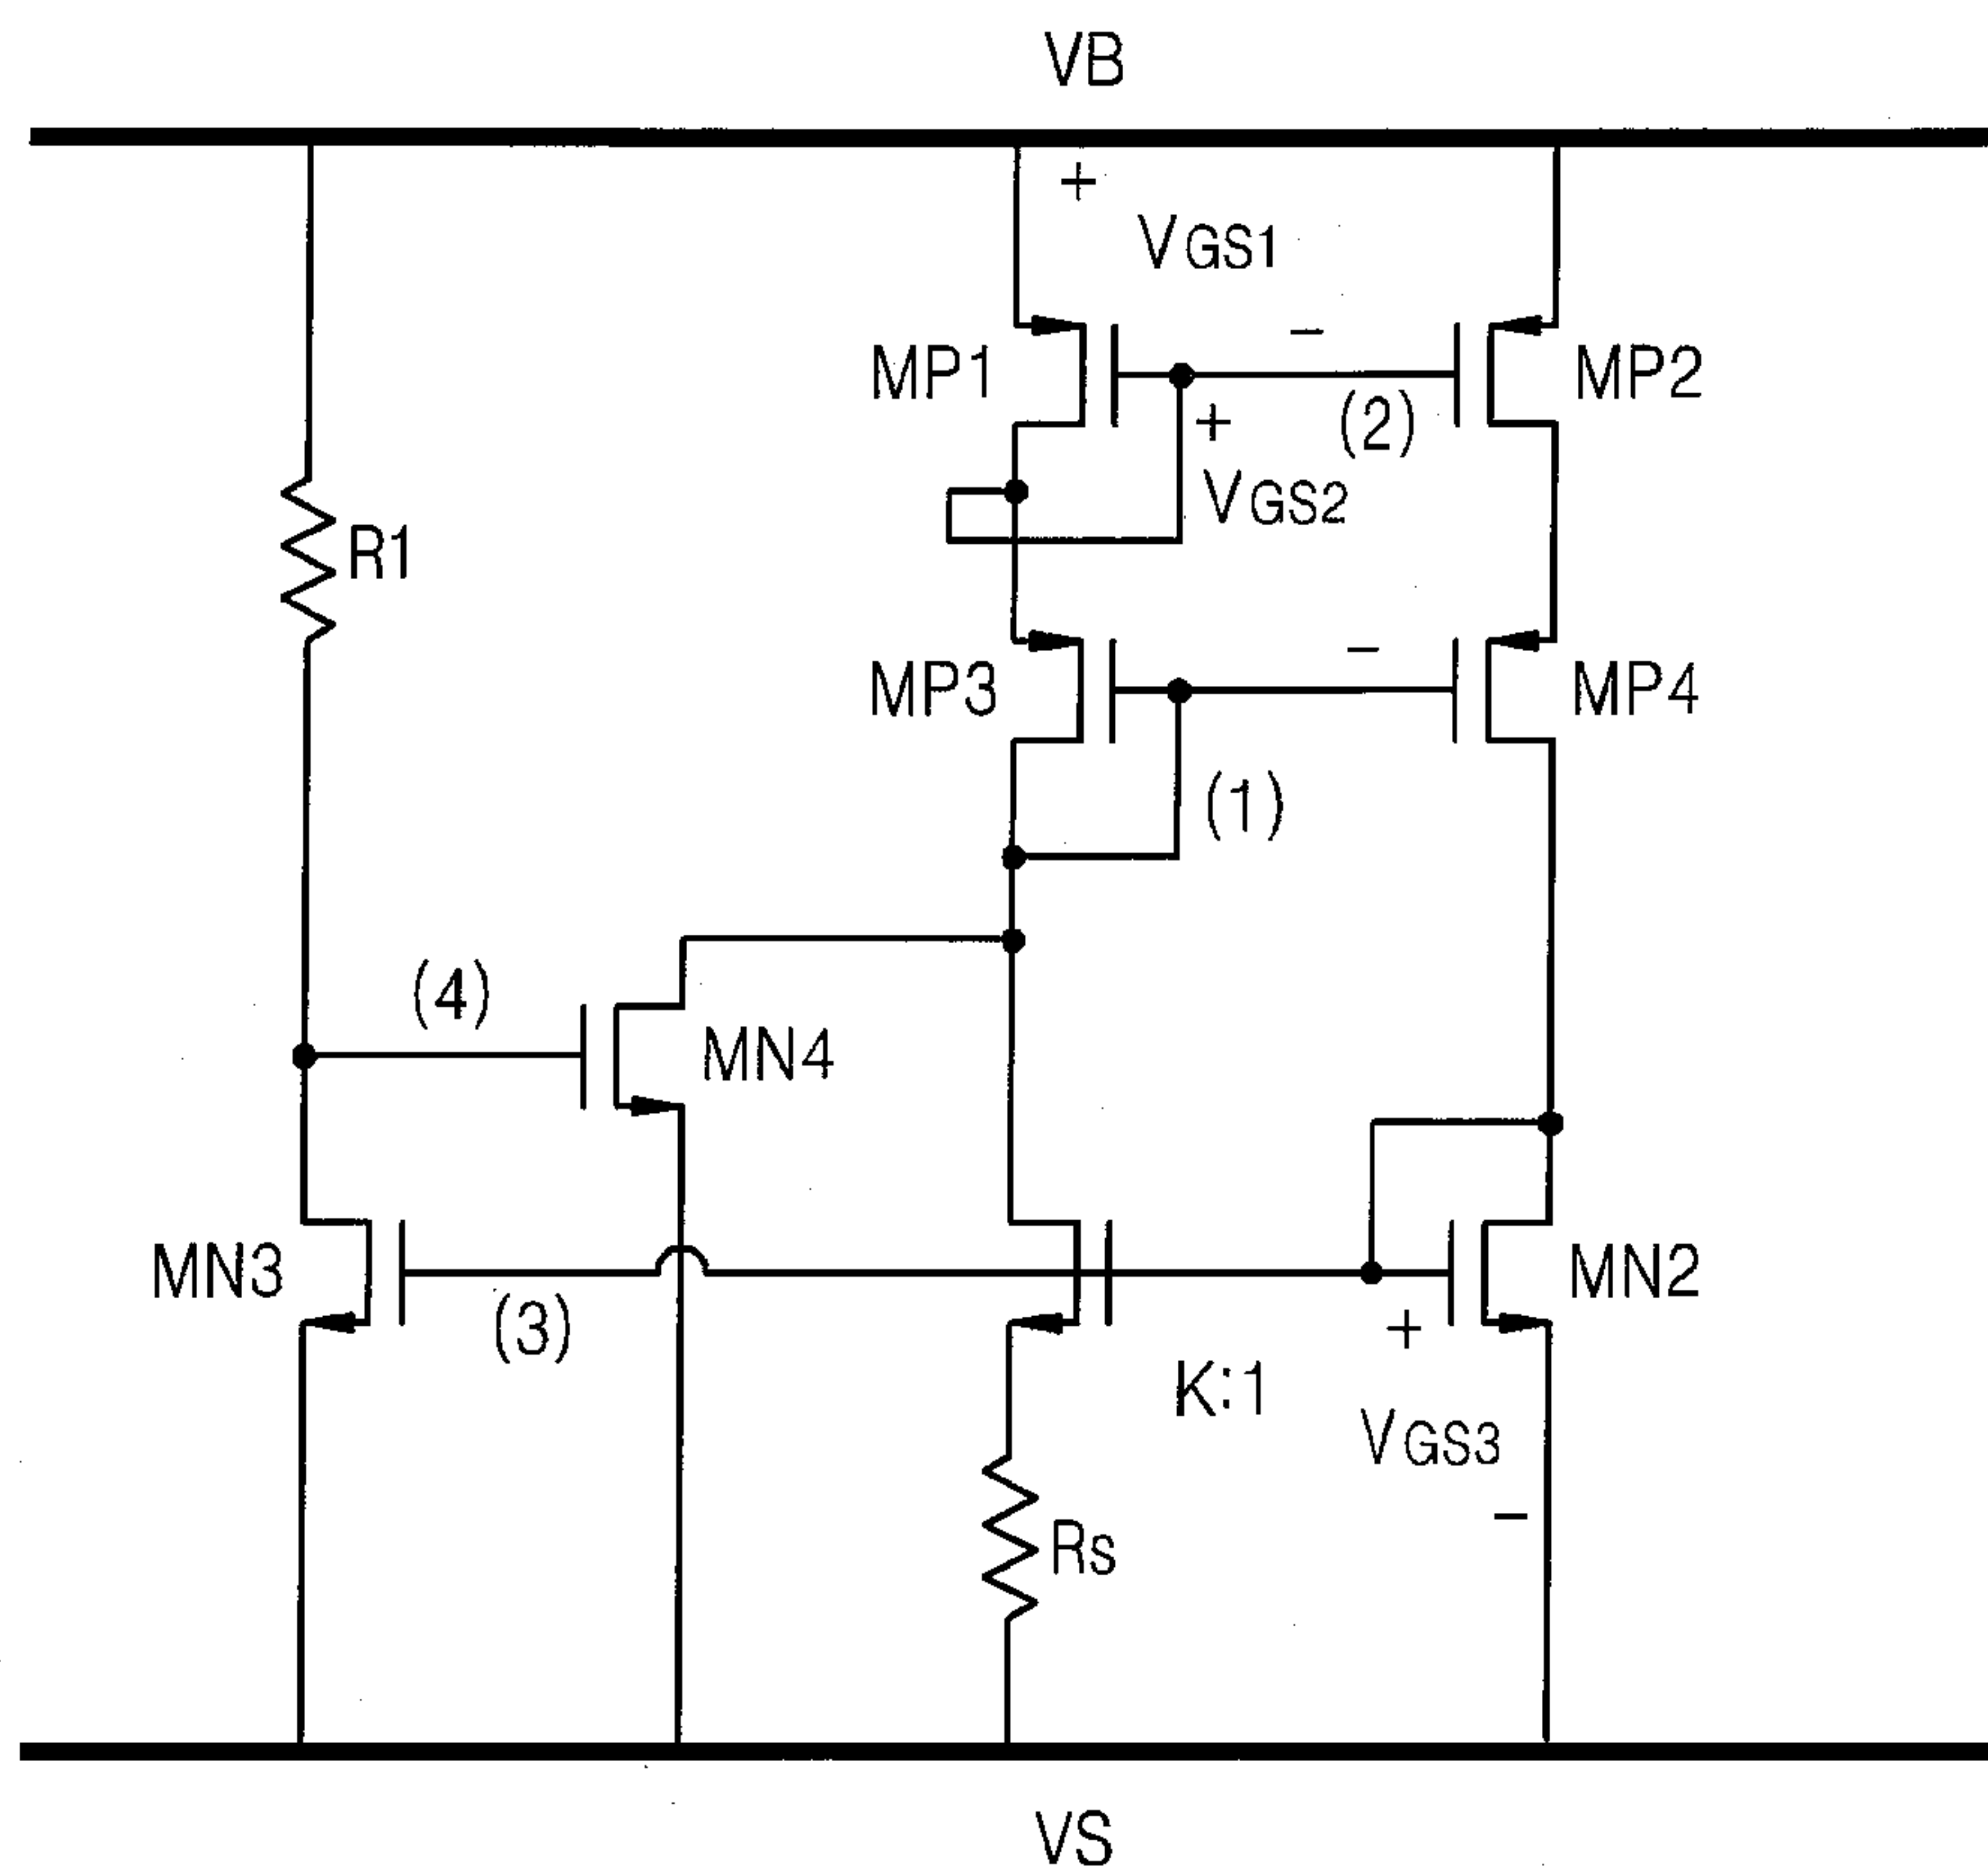 VB
+
VGS1
−
MP1
MP2
+
(2)
VGS2
R1
−
MP3
MP4
(1)
(4)
MN4
MN3
MN2
(3)
+
K:1
VGS3
−
Rs
VS